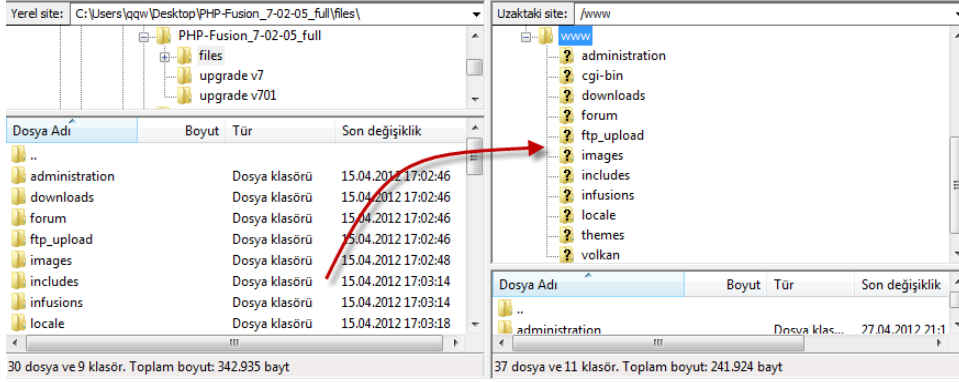 Yerel site: C:\Users\qqw\Desktop\PHP-Fusion_7-02-05_full\files\
PHP-Fusion_7-02-05_full
files
upgrade v7
upgrade v701
Dosya Adı Boyut Tür Son değişiklik
..
administration Dosya klasörü 15.04.2012 17:02:46
downloads Dosya klasörü 15.04.2012 17:02:46
forum Dosya klasörü 15.04.2012 17:02:46
ftp_upload Dosya klasörü 15.04.2012 17:02:46
images Dosya klasörü 15.04.2012 17:02:48
includes Dosya klasörü 15.04.2012 17:03:14
infusions Dosya klasörü 15.04.2012 17:03:14
locale Dosya klasörü 15.04.2012 17:03:18
30 dosya ve 9 klasör. Toplam boyut: 342.935 bayt
Uzaktaki site: /www
www
administration
cgi-bin
downloads
forum
ftp_upload
images
includes
infusions
locale
themes
volkan
Dosya Adı Boyut Tür Son değişiklik
..
administration Dosya klas... 27.04.2012 21:1
37 dosya ve 11 klasör. Toplam boyut: 241.924 bayt